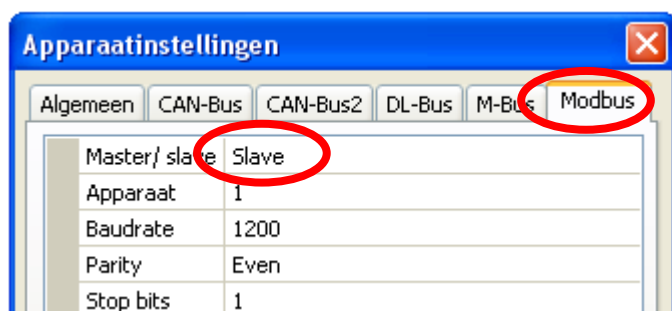 Apparaatinstellingen
Algemeen CAN-Bus CAN-Bus2 DL-Bus M-Bus Modbus
Master/ slave Slave
Apparaat 1
Baudrate 1200
Parity Even
Stop bits 1